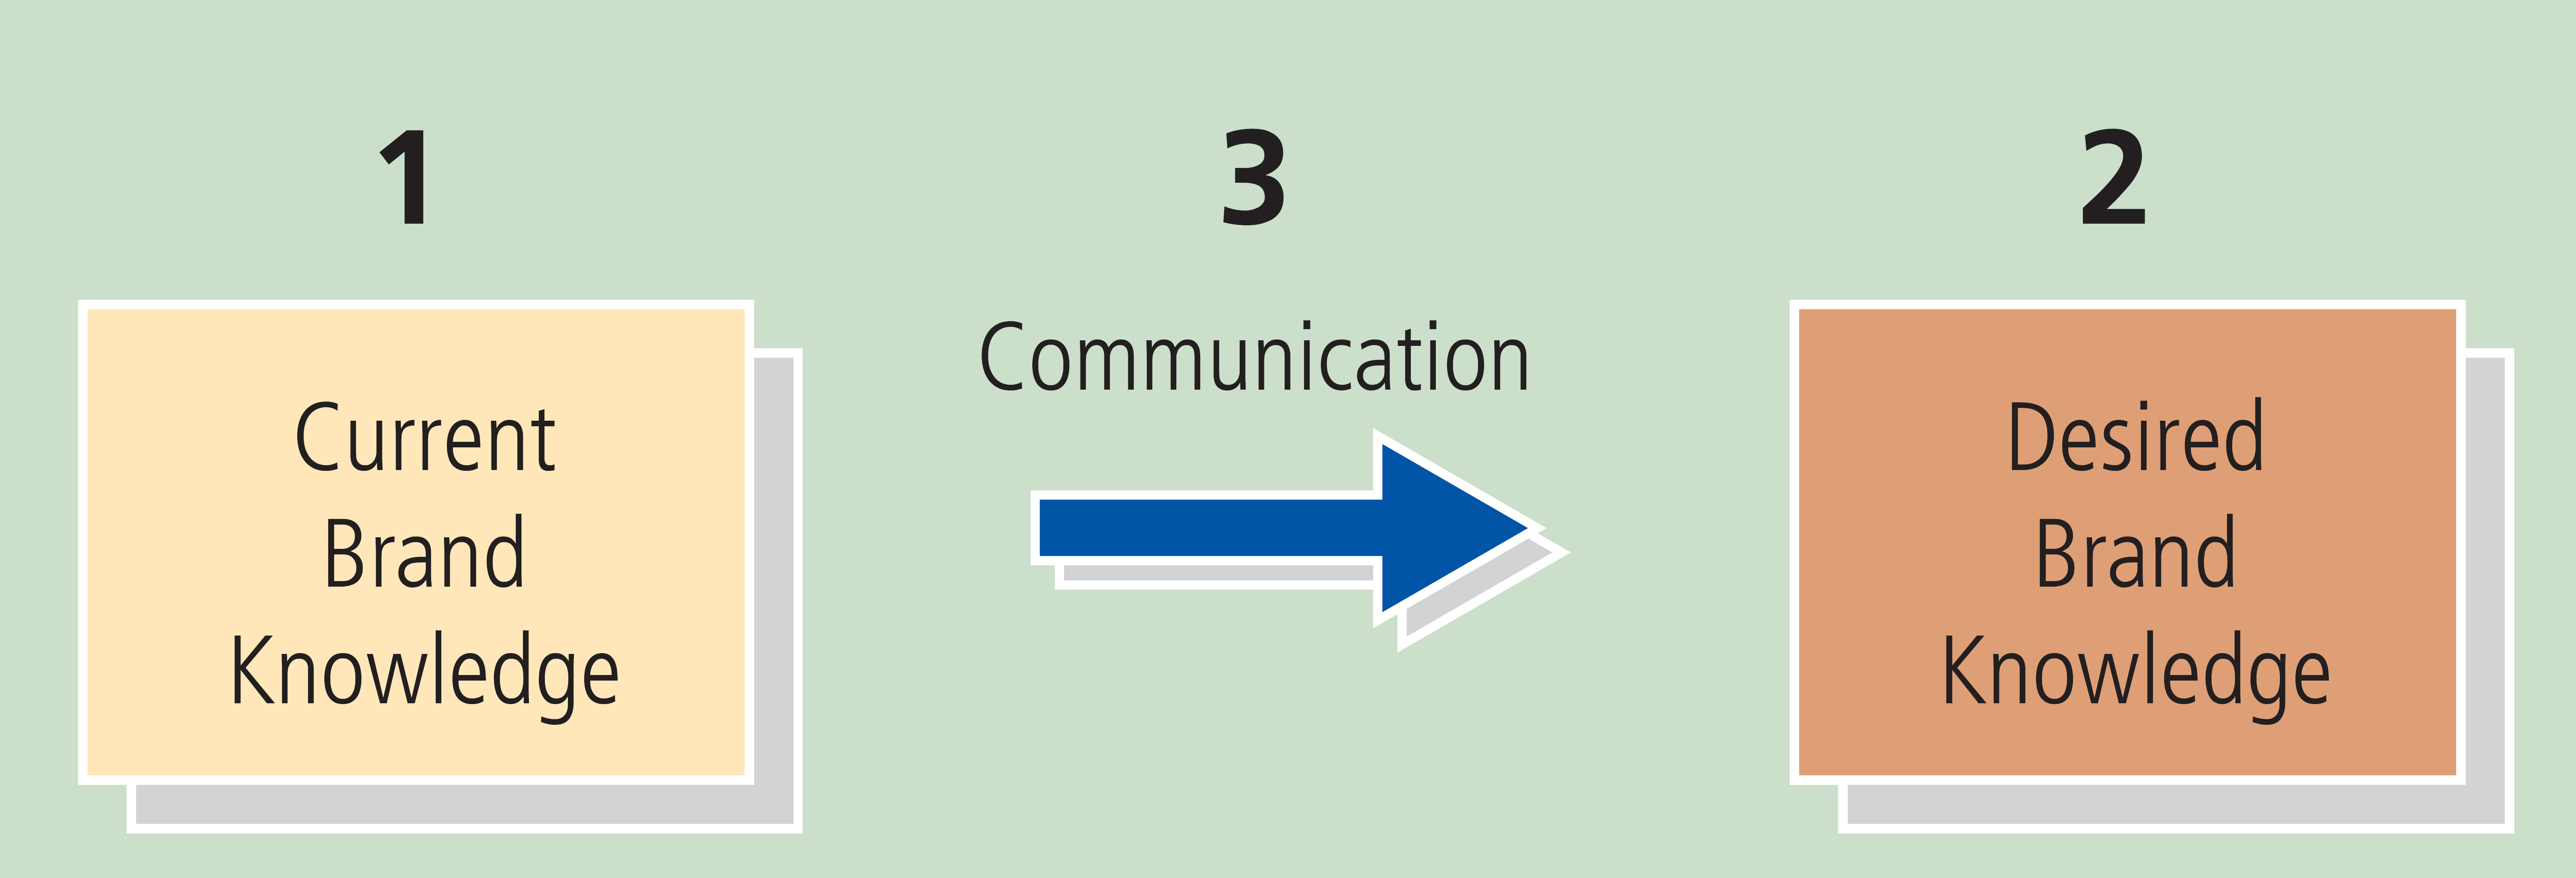 1
3
2
Communication
Current
Brand
Knowledge
Desired
Brand
Knowledge